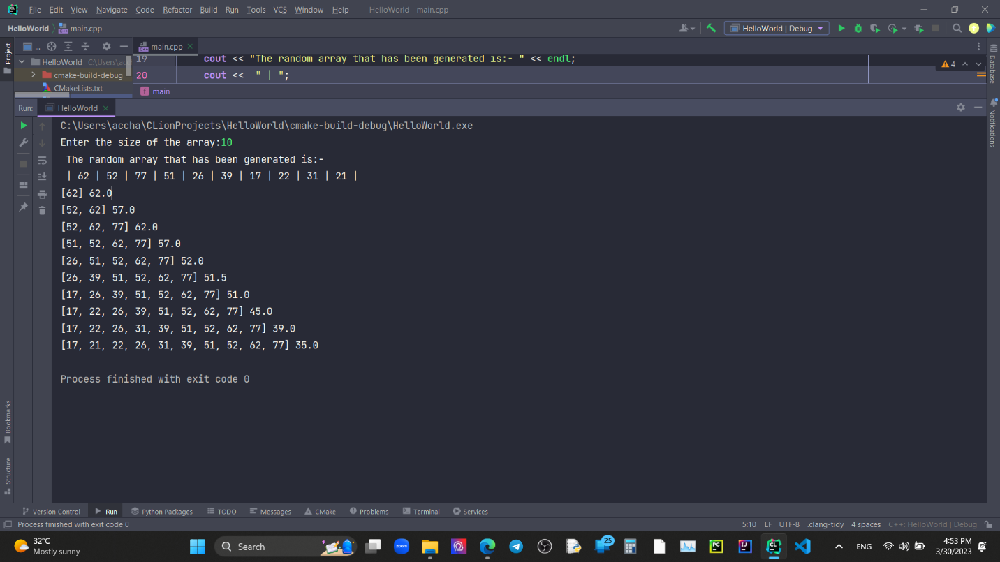 File Edit View Navigate Code Refactor Build Run Tools VCS Window Help HelloWorld - main.cpp
HelloWorld main.cpp HelloWorld | Debug
Project
main.cpp
HelloWorld
19 cout << "The random array that has been generated is:- " << endl;
4
cmake-build-debug
20 cout <<  " | ";
CMakeLists.txt
f main
Database
Notifications
Run: HelloWorld
C:\Users\accha\CLionProjects\HelloWorld\cmake-build-debug\HelloWorld.exe
Enter the size of the array:10
 The random array that has been generated is:-
 | 62 | 52 | 77 | 51 | 26 | 39 | 17 | 22 | 31 | 21 |
[62] 62.0
[52, 62] 57.0
[52, 62, 77] 62.0
[51, 52, 62, 77] 57.0
[26, 51, 52, 62, 77] 52.0
[26, 39, 51, 52, 62, 77] 51.5
[17, 26, 39, 51, 52, 62, 77] 51.0
[17, 22, 26, 39, 51, 52, 62, 77] 45.0
[17, 22, 26, 31, 39, 51, 52, 62, 77] 39.0
[17, 21, 22, 26, 31, 39, 51, 52, 62, 77] 35.0
Process finished with exit code 0
Bookmarks
Structure
Version Control Run Python Packages TODO Messages CMake Problems Terminal Services
Process finished with exit code 0 5:10 LF UTF-8 .clang-tidy 4 spaces C++: HelloWorld | Debug
32°C
Mostly sunny
Search
zoom
25
PC
IJ
CL
ENG
4:53 PM
3/30/2023